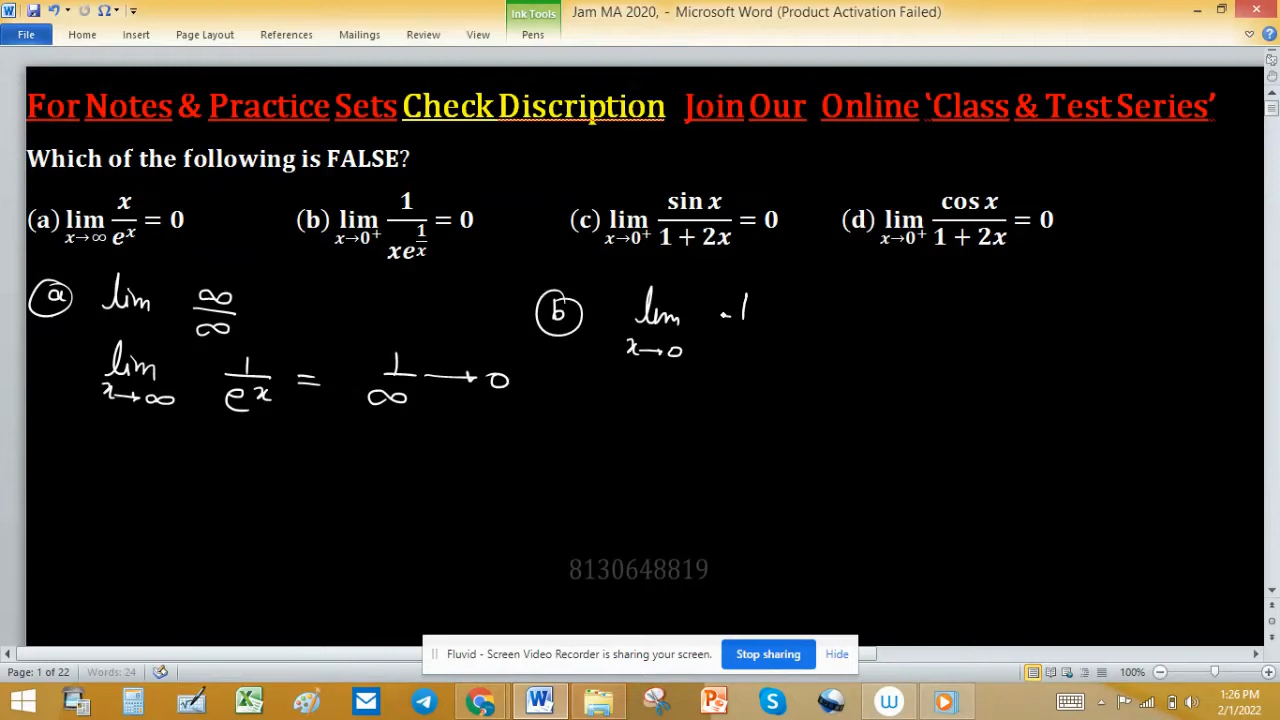 Jam MA 2020, - Microsoft Word (Product Activation Failed)
Ink Tools
File Home Insert Page Layout References Mailings Review View Pens
For Notes & Practice Sets Check Discription Join Our Online ‘Class & Test Series’
Which of the following is FALSE?
(a) lim x→∞ x/e^x = 0 (b) lim x→0⁺ 1/(xe^(1/x)) = 0 (c) lim x→0⁺ sin x/(1 + 2x) = 0 (d) lim x→0⁺ cos x/(1 + 2x) = 0
(a) lim ∞/∞ (b) lim x→0 .1
lim x→∞ 1/e^x = 1/∞ → 0
8130648819
Fluvid - Screen Video Recorder is sharing your screen. Stop sharing Hide
Page: 1 of 22 Words: 24 100%
1:26 PM
2/1/2022